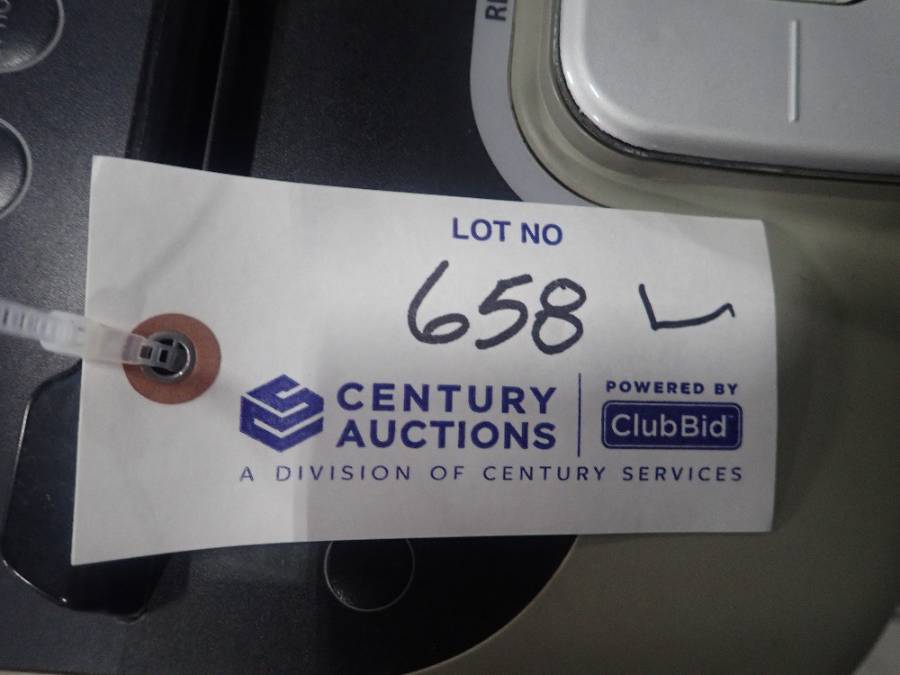 LOT NO
658 L
CENTURY
AUCTIONS
POWERED BY
ClubBid
A DIVISION OF CENTURY SERVICES